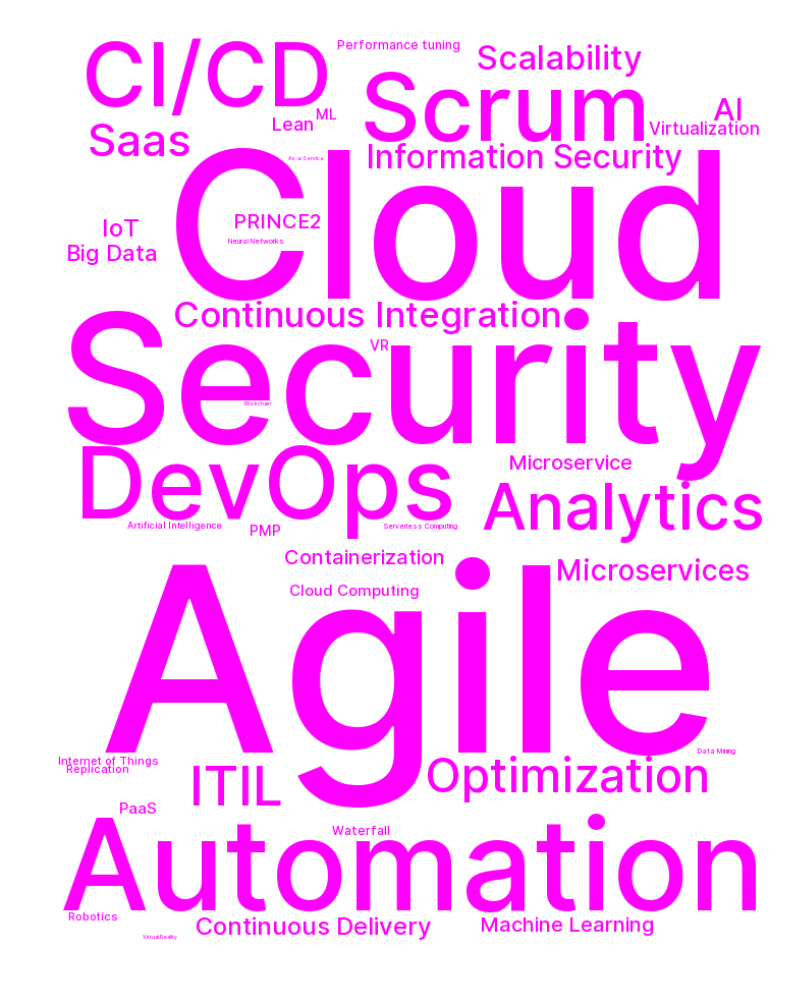 Performance tuning
CI/CD
Scalability
Scrum
AI
ML
Lean
Virtualization
Saas
Information Security
As-a-Service
Cloud
PRINCE2
IoT
Neural Networks
Big Data
Continuous Integration
Security
VR
Blockchain
DevOps
Microservice
Analytics
Artificial Intelligence
PMP
Serverless Computing
Containerization
Microservices
Cloud Computing
Agile
Data Mining
Internet of Things
Replication
ITIL
Optimization
PaaS
Waterfall
Automation
Robotics
Continuous Delivery
Machine Learning
Virtual Reality